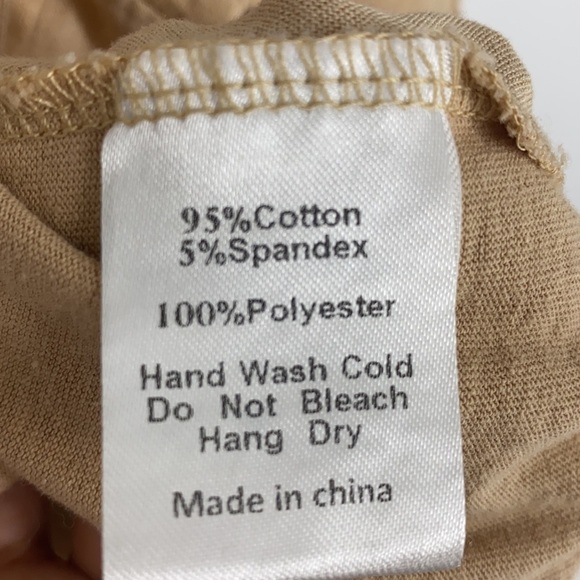 95%Cotton
5%Spandex
100%Polyester
Hand Wash Cold
Do Not Bleach
Hang Dry
Made in china